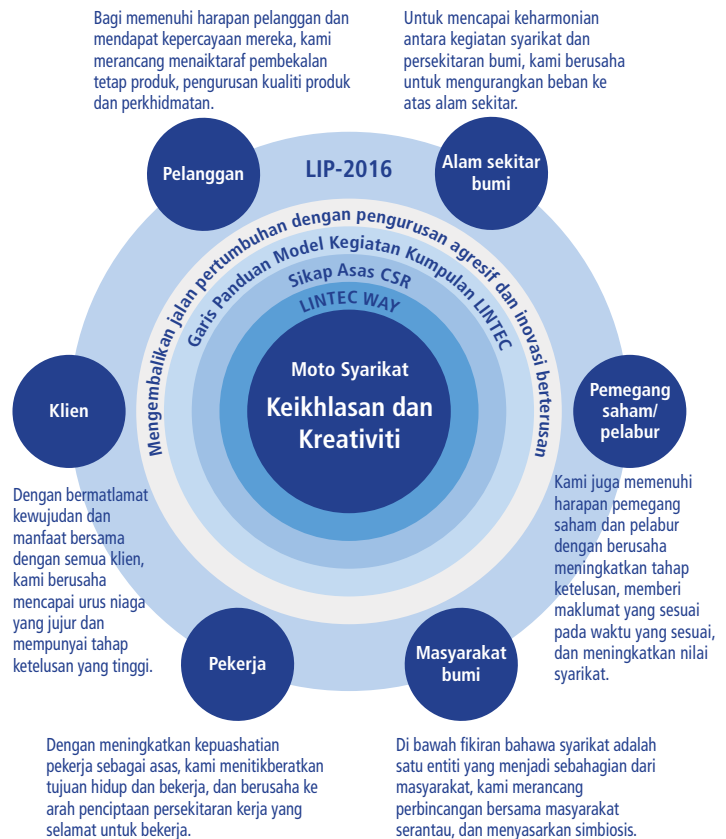 Bagi memenuhi harapan pelanggan dan
mendapat kepercayaan mereka, kami
merancang menaiktaraf pembekalan
tetap produk, pengurusan kualiti produk
dan perkhidmatan.
Untuk mencapai keharmonian
antara kegiatan syarikat dan
persekitaran bumi, kami berusaha
untuk mengurangkan beban ke
atas alam sekitar.
Pelanggan
LIP-2016
Alam sekitar
bumi
Mengembalikan jalan pertumbuhan dengan pengurusan agresif dan inovasi berterusan
Garis Panduan Model Kegiatan Kumpulan LINTEC
Sikap Asas CSR
LINTEC WAY
Moto Syarikat
Keikhlasan dan
Kreativiti
Klien
Pemegang
saham/
pelabur
Dengan bermatlamat
kewujudan dan
manfaat bersama
dengan semua klien,
kami berusaha
mencapai urus niaga
yang jujur dan
mempunyai tahap
ketelusan yang tinggi.
Kami juga memenuhi
harapan pemegang
saham dan pelabur
dengan berusaha
meningkatkan tahap
ketelusan, memberi
maklumat yang sesuai
pada waktu yang sesuai,
dan meningkatkan nilai
syarikat.
Pekerja
Masyarakat
bumi
Dengan meningkatkan kepuashatian
pekerja sebagai asas, kami menitikberatkan
tujuan hidup dan bekerja, dan berusaha ke
arah penciptaan persekitaran kerja yang
selamat untuk bekerja.
Di bawah fikiran bahawa syarikat adalah
satu entiti yang menjadi sebahagian dari
masyarakat, kami merancang
perbincangan bersama masyarakat
serantau, dan menyasarkan simbiosis.